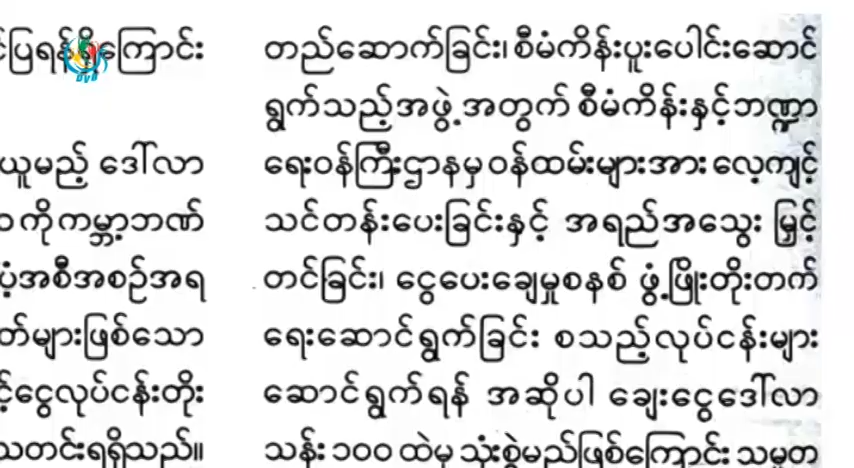 ပြရန်ရှိကြောင်း
ယူမည့် ဒေါ်လာ
ကိုကမ္ဘာ့ဘဏ်
ပံ့အစီအစဉ်အရ
တ်များဖြစ်သော
ငွေလုပ်ငန်းတိုး
သတင်းရရှိသည်။
တည်ဆောက်ခြင်း၊ စီမံကိန်းပူးပေါင်းဆောင်
ရွက်သည့်အဖွဲ့အတွက် စီမံကိန်းနှင့်ဘဏ္ဍာ
ရေးဝန်ကြီးဌာနမှ ဝန်ထမ်းများအား လေ့ကျင့်
သင်တန်းပေးခြင်းနှင့် အရည်အသွေး မြှင့်
တင်ခြင်း၊ ငွေပေးချေမှုစနစ် ဖွံ့ဖြိုးတိုးတက်
ရေးဆောင်ရွက်ခြင်း စသည့်လုပ်ငန်းများ
ဆောင်ရွက်ရန် အဆိုပါ ချေးငွေဒေါ်လာ
သန်း ၁၀၀ ထဲမှ သုံးစွဲမည်ဖြစ်ကြောင်း သမ္မတ
DVB